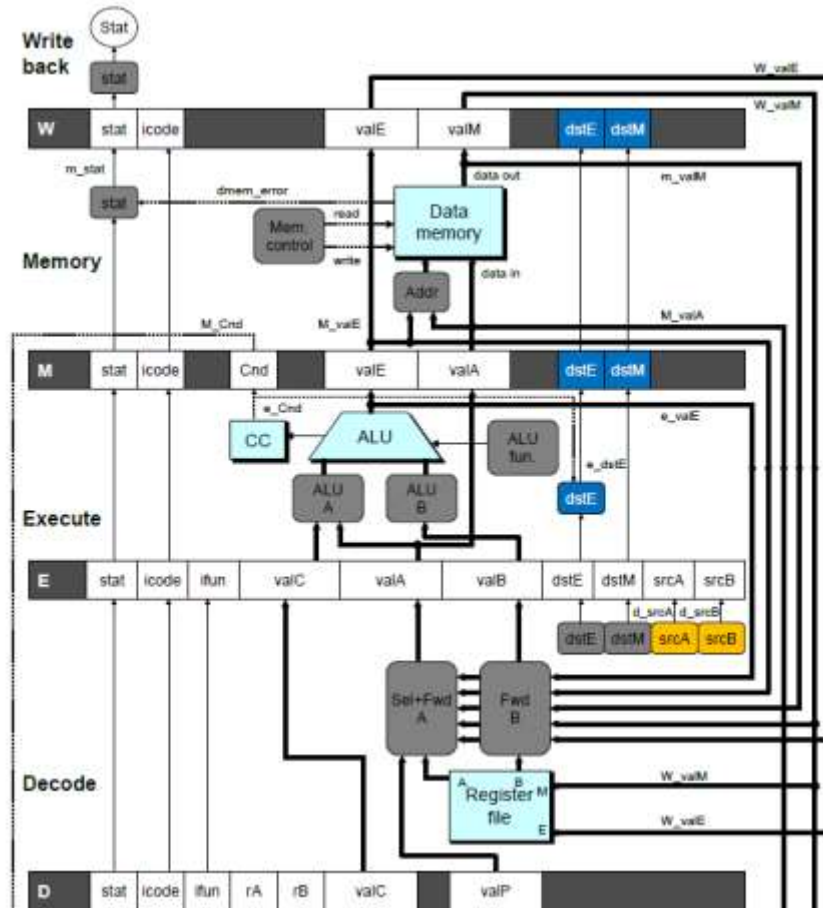 Stat
Write
back
stat
W_valE
W_valM
W stat icode valE valM dstE dstM
m_stat
data out
m_valM
dmem_error
stat
read
Data
memory
Mem.
control
write
data in
Memory
Addr
M_Cnd
M_valE
M_valA
M stat icode Cnd valE valA dstE dstM
e_Cnd
e_valE
CC
ALU
ALU
fun.
e_dstE
dstE
ALU
A
ALU
B
Execute
E stat icode ifun valC valA valB dstE dstM srcA srcB
d_srcA d_srcB
dstE dstM srcA srcB
Sel+Fwd
A
Fwd
B
Decode
A B
Register
file
M
E
W_valM
W_valE
D stat icode ifun rA rB valC valP